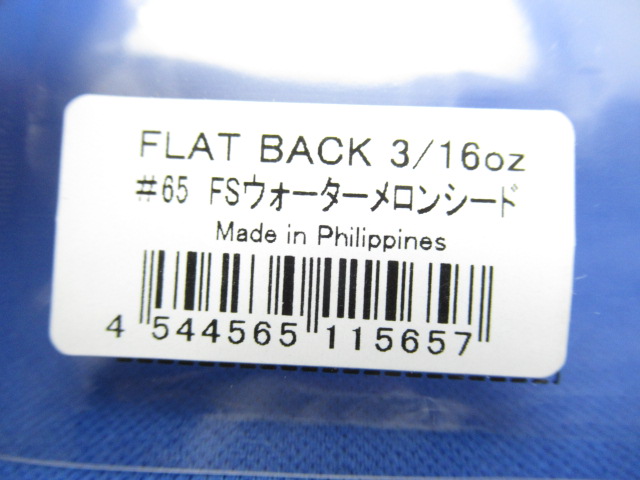 FLAT BACK 3/16oz
#65 FSウォーターメロンシード
Made in Philippines
4 544565 115657